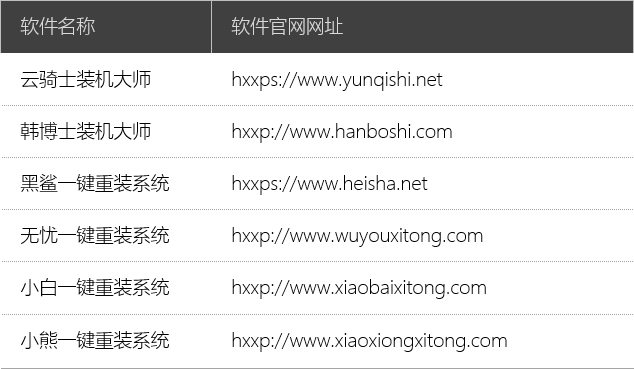 软件名称 软件官网网址
云骑士装机大师 hxxps://www.yunqishi.net
韩博士装机大师 hxxp://www.hanboshi.com
黑鲨一键重装系统 hxxps://www.heisha.net
无忧一键重装系统 hxxp://www.wuyouxitong.com
小白一键重装系统 hxxp://www.xiaobaixitong.com
小熊一键重装系统 hxxp://www.xiaoxiongxitong.com